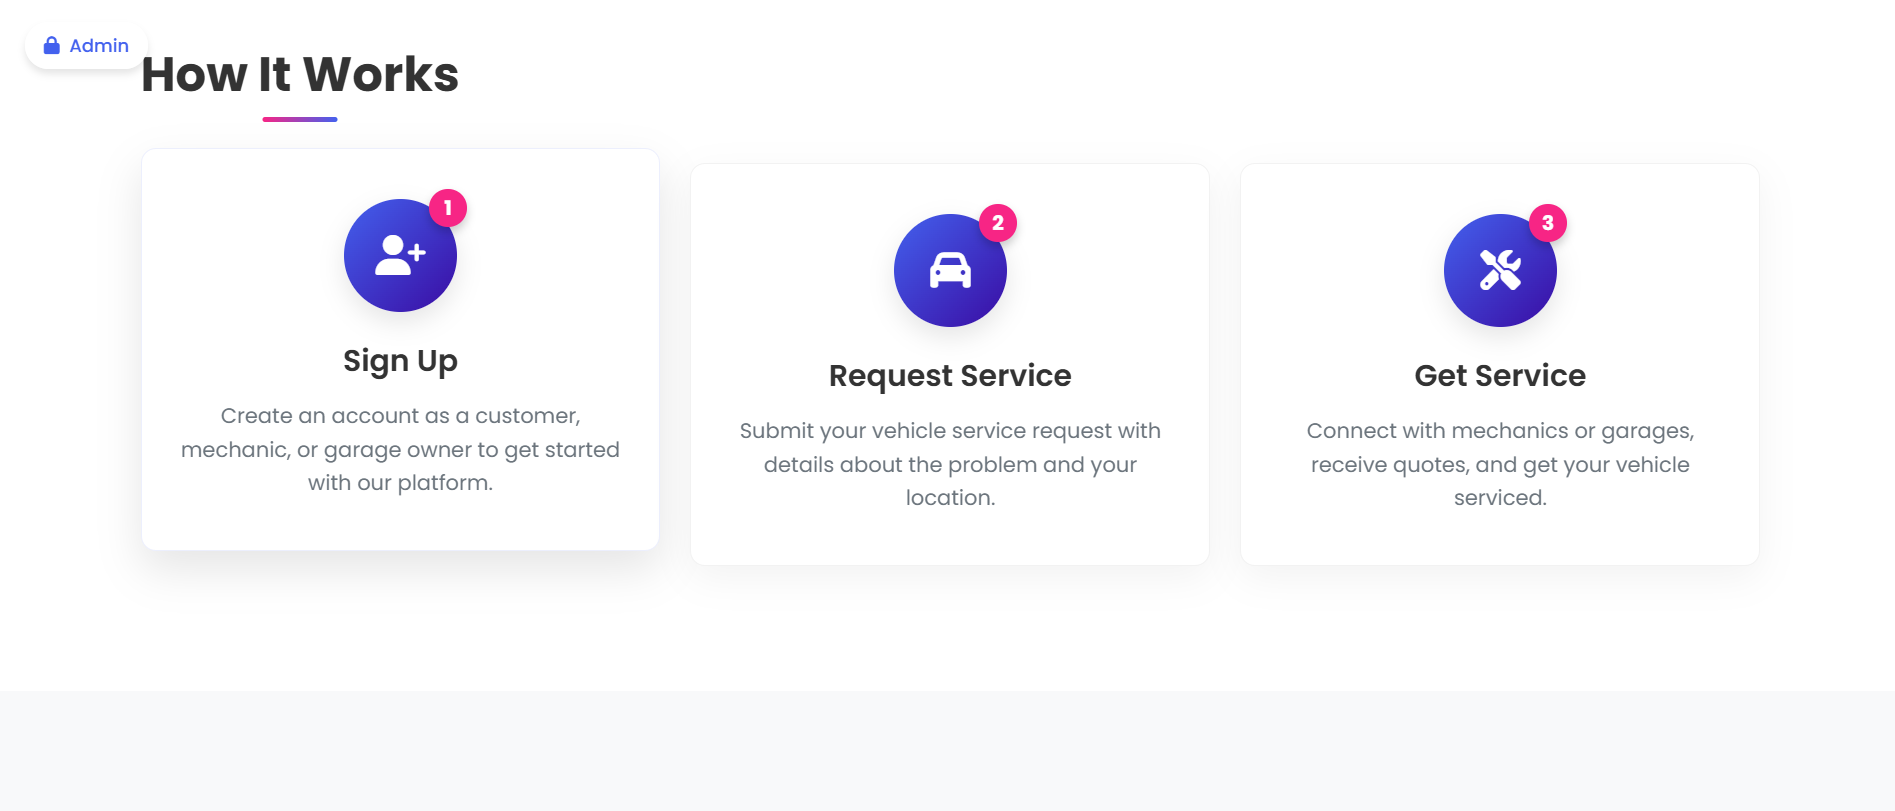 Admin
How It Works
1
Sign Up
Create an account as a customer,
mechanic, or garage owner to get started
with our platform.
2
Request Service
Submit your vehicle service request with
details about the problem and your
location.
3
Get Service
Connect with mechanics or garages,
receive quotes, and get your vehicle
serviced.